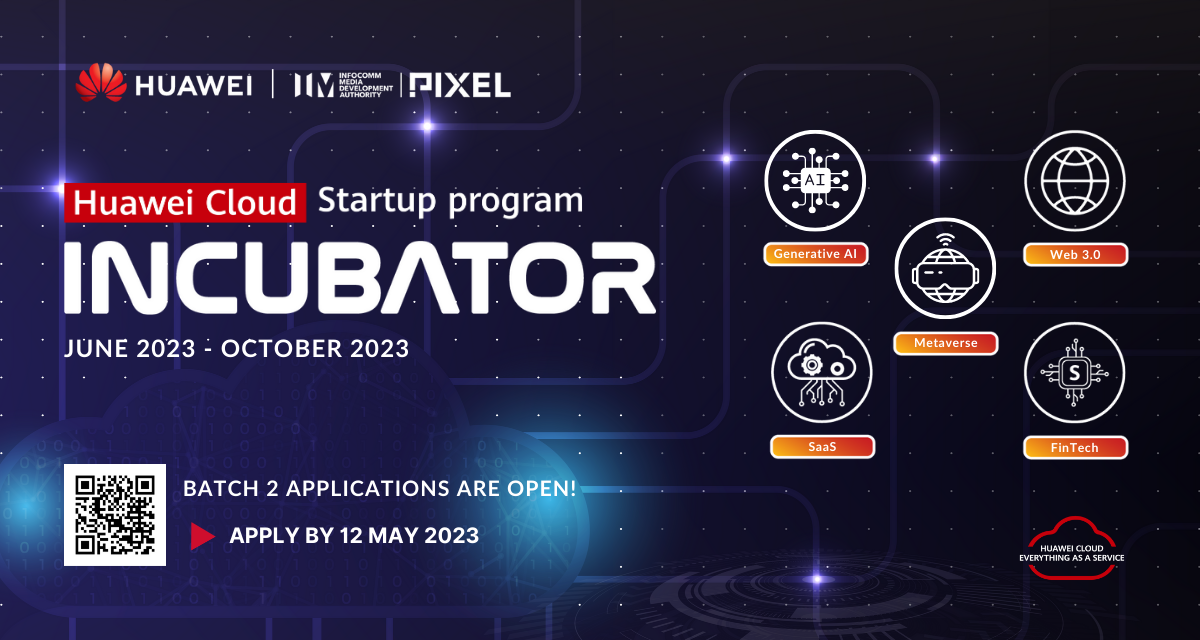 HUAWEI
INFOCOMM
MEDIA
DEVELOPMENT
AUTHORITY
PIXEL
Huawei Cloud Startup program
INCUBATOR
JUNE 2023 - OCTOBER 2023
BATCH 2 APPLICATIONS ARE OPEN!
APPLY BY 12 MAY 2023
AI
Generative AI
Web 3.0
Metaverse
SaaS
S
FinTech
HUAWEI CLOUD
EVERYTHING AS A SERVICE